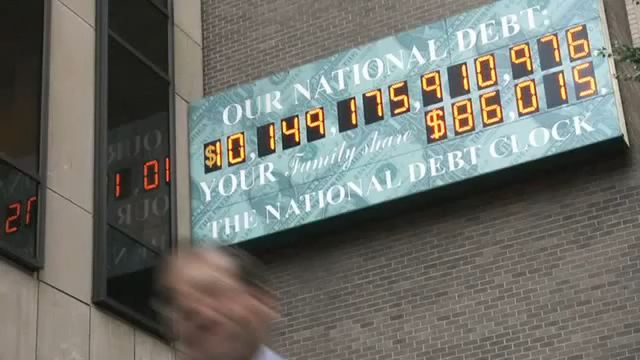 OUR NATIONAL DEBT:
$10,149,175,910,976
YOUR Family share $86,015.
THE NATIONAL DEBT CLOCK